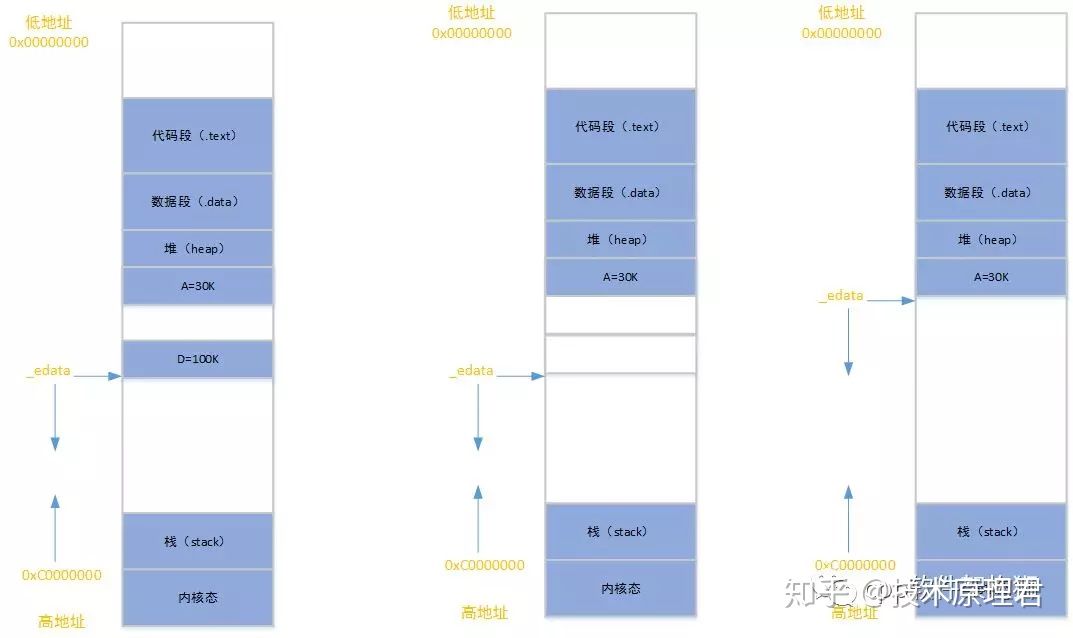 低地址
0x00000000
代码段（.text）
数据段（.data）
堆（heap）
A=30K
D=100K
_edata
栈（stack）
0xC0000000
内核态
高地址
低地址
0x00000000
代码段（.text）
数据段（.data）
堆（heap）
A=30K
_edata
栈（stack）
0xC0000000
内核态
高地址
低地址
0x00000000
代码段（.text）
数据段（.data）
堆（heap）
A=30K
_edata
栈（stack）
0xC0000000
高地址
知乎 @技术原理君